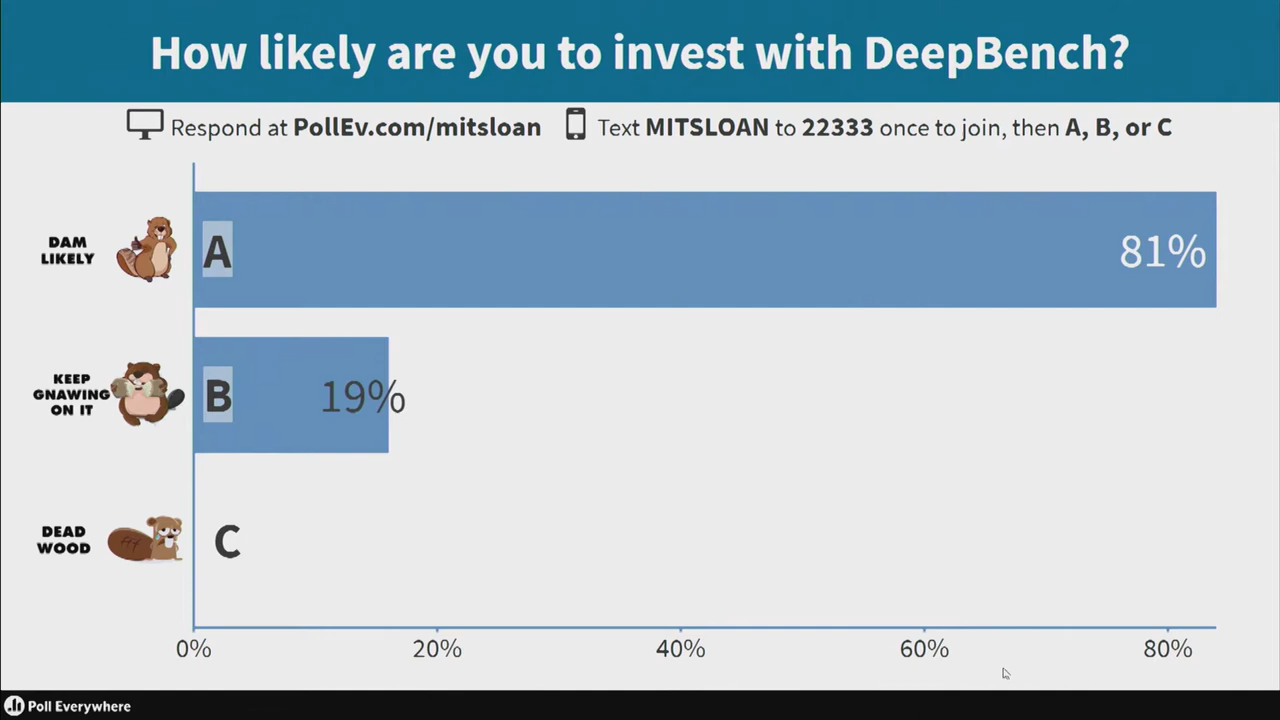 How likely are you to invest with DeepBench?
Respond at PollEv.com/mitsloan Text MITSLOAN to 22333 once to join, then A, B, or C
DAM
LIKELY
A
81%
KEEP
GNAWING
ON IT
B
19%
DEAD
WOOD
C
0% 20% 40% 60% 80%
Poll Everywhere